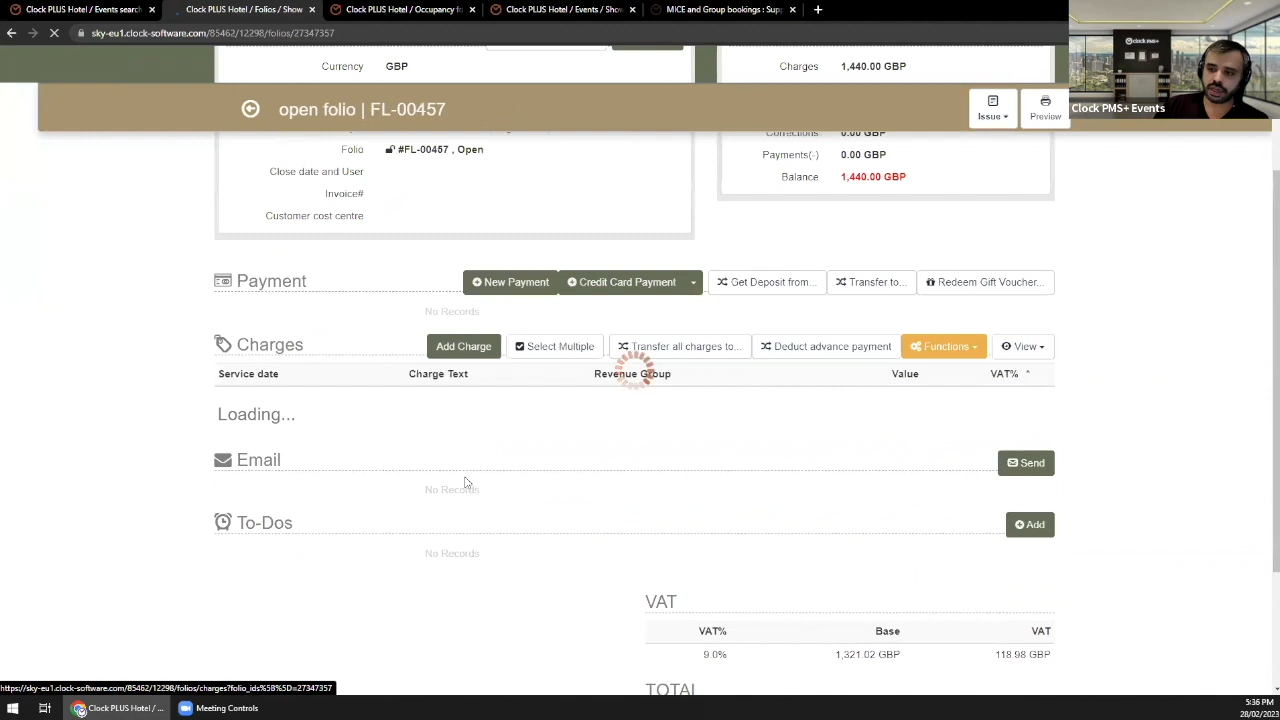 Clock PLUS Hotel / Events search
Clock PLUS Hotel / Folios / Show
Clock PLUS Hotel / Occupancy fo
Clock PLUS Hotel / Events / Show
MICE and Group bookings : Supp
sky-eu1.clock-software.com/85462/12298/folios/27347357
Currency GBP
Charges 1,440.00 GBP
open folio | FL-00457
Issue
Preview
Clock PMS+ Events
Corrections 0.00 GBP
Folio #FL-00457 , Open
Payments(-) 0.00 GBP
Close date and User
Balance 1,440.00 GBP
Invoice#
Customer cost centre
Payment
New Payment
Credit Card Payment
Get Deposit from...
Transfer to...
Redeem Gift Voucher...
No Records
Charges
Add Charge
Select Multiple
Transfer all charges to...
Deduct advance payment
Functions
View
Service date Charge Text Revenue Group Value VAT%
Loading...
Email
Send
No Records
To-Dos
Add
No Records
VAT
VAT% Base VAT
9.0% 1,321.02 GBP 118.98 GBP
TOTAL
https://sky-eu1.clock-software.com/85462/12298/folios/charges?folio_ids%5B%5D=27347357
Clock PLUS Hotel / ...
Meeting Controls
5:36 PM
28/02/2023